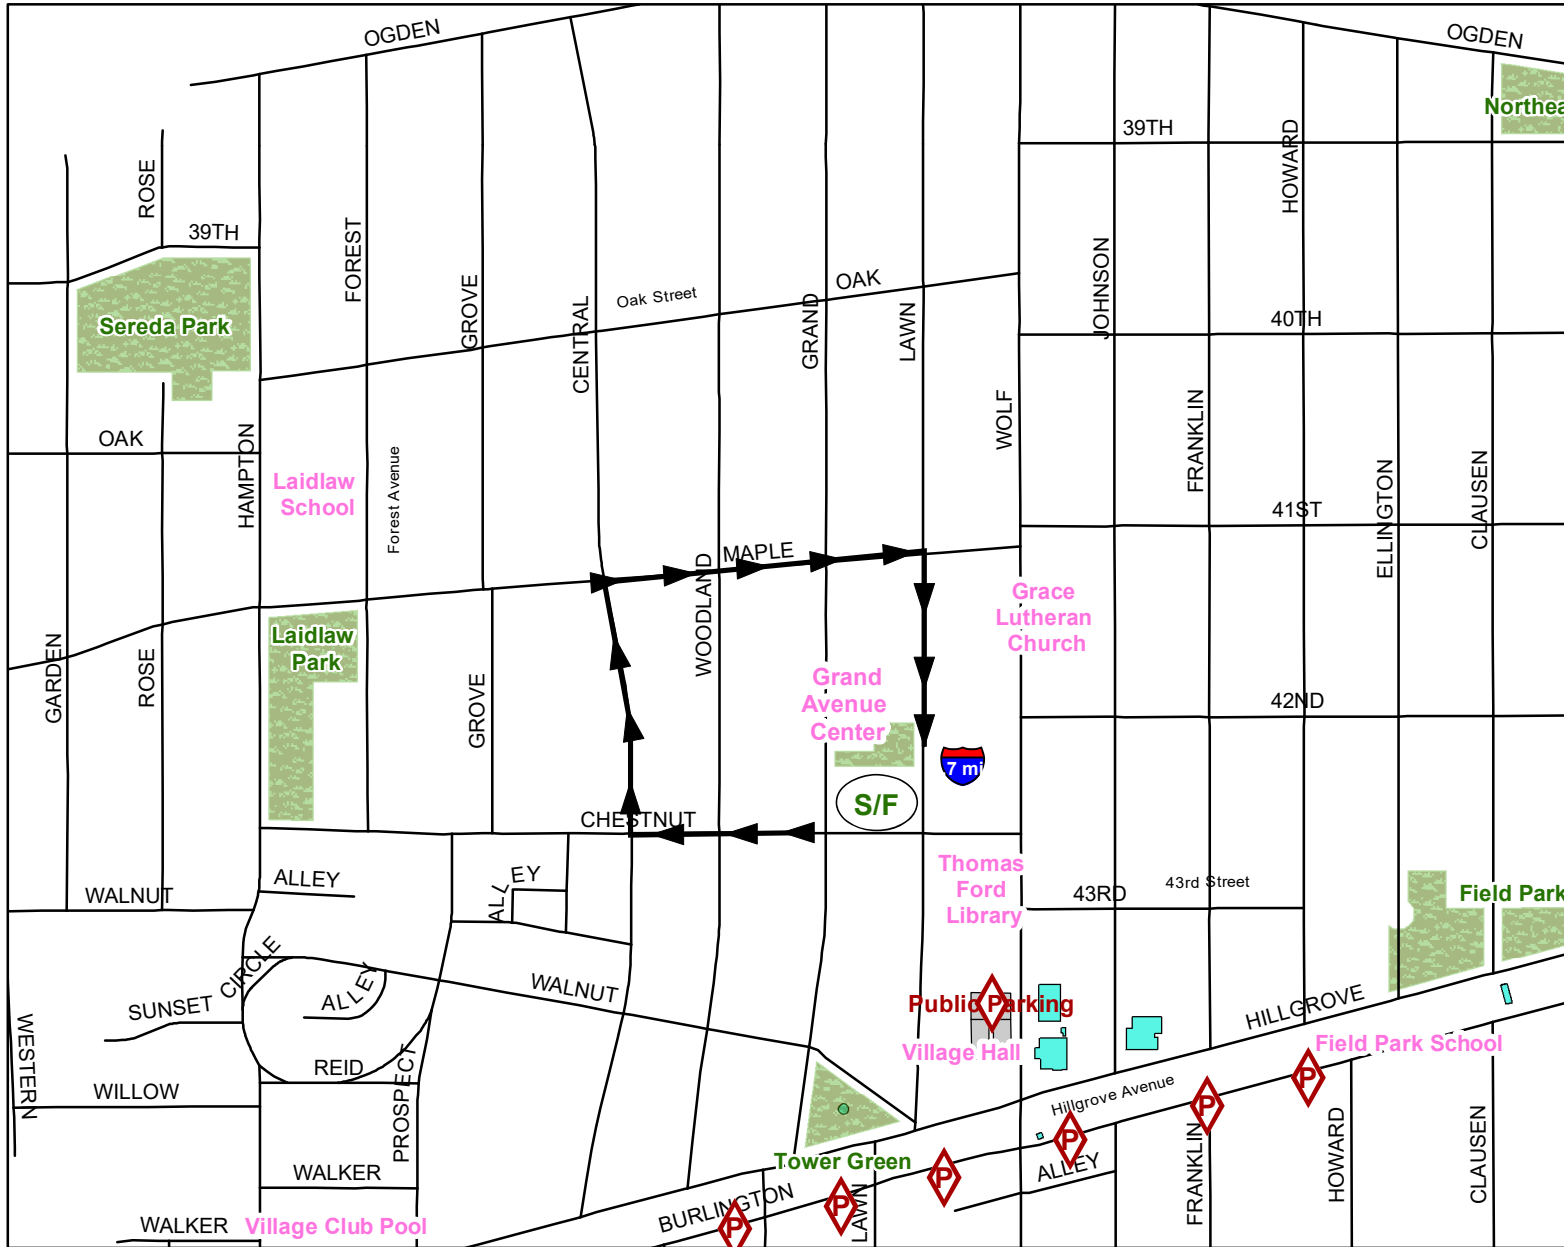 OGDEN
OGDEN
Northea
39TH
HOWARD
ROSE
39TH
FOREST
GROVE
CENTRAL
Oak Street
OAK
GRAND
LAWN
JOHNSON
40TH
Sereda Park
WOLF
FRANKLIN
OAK
HAMPTON
Laidlaw
School
Forest Avenue
ELLINGTON
CLAUSEN
41ST
MAPLE
WOODLAND
Grace
Lutheran
Church
Laidlaw
Park
GARDEN
ROSE
GROVE
Grand
Avenue
Center
42ND
7 mi
S/F
CHESTNUT
ALLEY
ALLEY
WALNUT
Thomas
Ford
Library
43RD
43rd Street
Field Park
CIRCLE
SUNSET
ALLEY
WALNUT
Public Parking
HILLGROVE
Village Hall
Field Park School
WESTERN
REID
PROSPECT
WILLOW
Hillgrove Avenue
P
P
P
P
P
P
FRANKLIN
HOWARD
CLAUSEN
WALKER
Tower Green
ALLEY
BURLINGTON
LAWN
WALKER
Village Club Pool